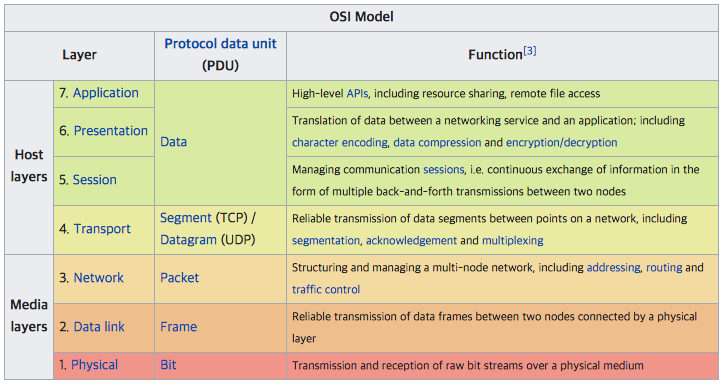 OSI Model
Layer
Protocol data unit
(PDU)
Function[3]
Host
layers
7. Application
Data
High-level APIs, including resource sharing, remote file access
6. Presentation
Translation of data between a networking service and an application; including
character encoding, data compression and encryption/decryption
5. Session
Managing communication sessions, i.e. continuous exchange of information in the
form of multiple back-and-forth transmissions between two nodes
4. Transport
Segment (TCP) /
Datagram (UDP)
Reliable transmission of data segments between points on a network, including
segmentation, acknowledgement and multiplexing
Media
layers
3. Network
Packet
Structuring and managing a multi-node network, including addressing, routing and
traffic control
2. Data link
Frame
Reliable transmission of data frames between two nodes connected by a physical
layer
1. Physical
Bit
Transmission and reception of raw bit streams over a physical medium